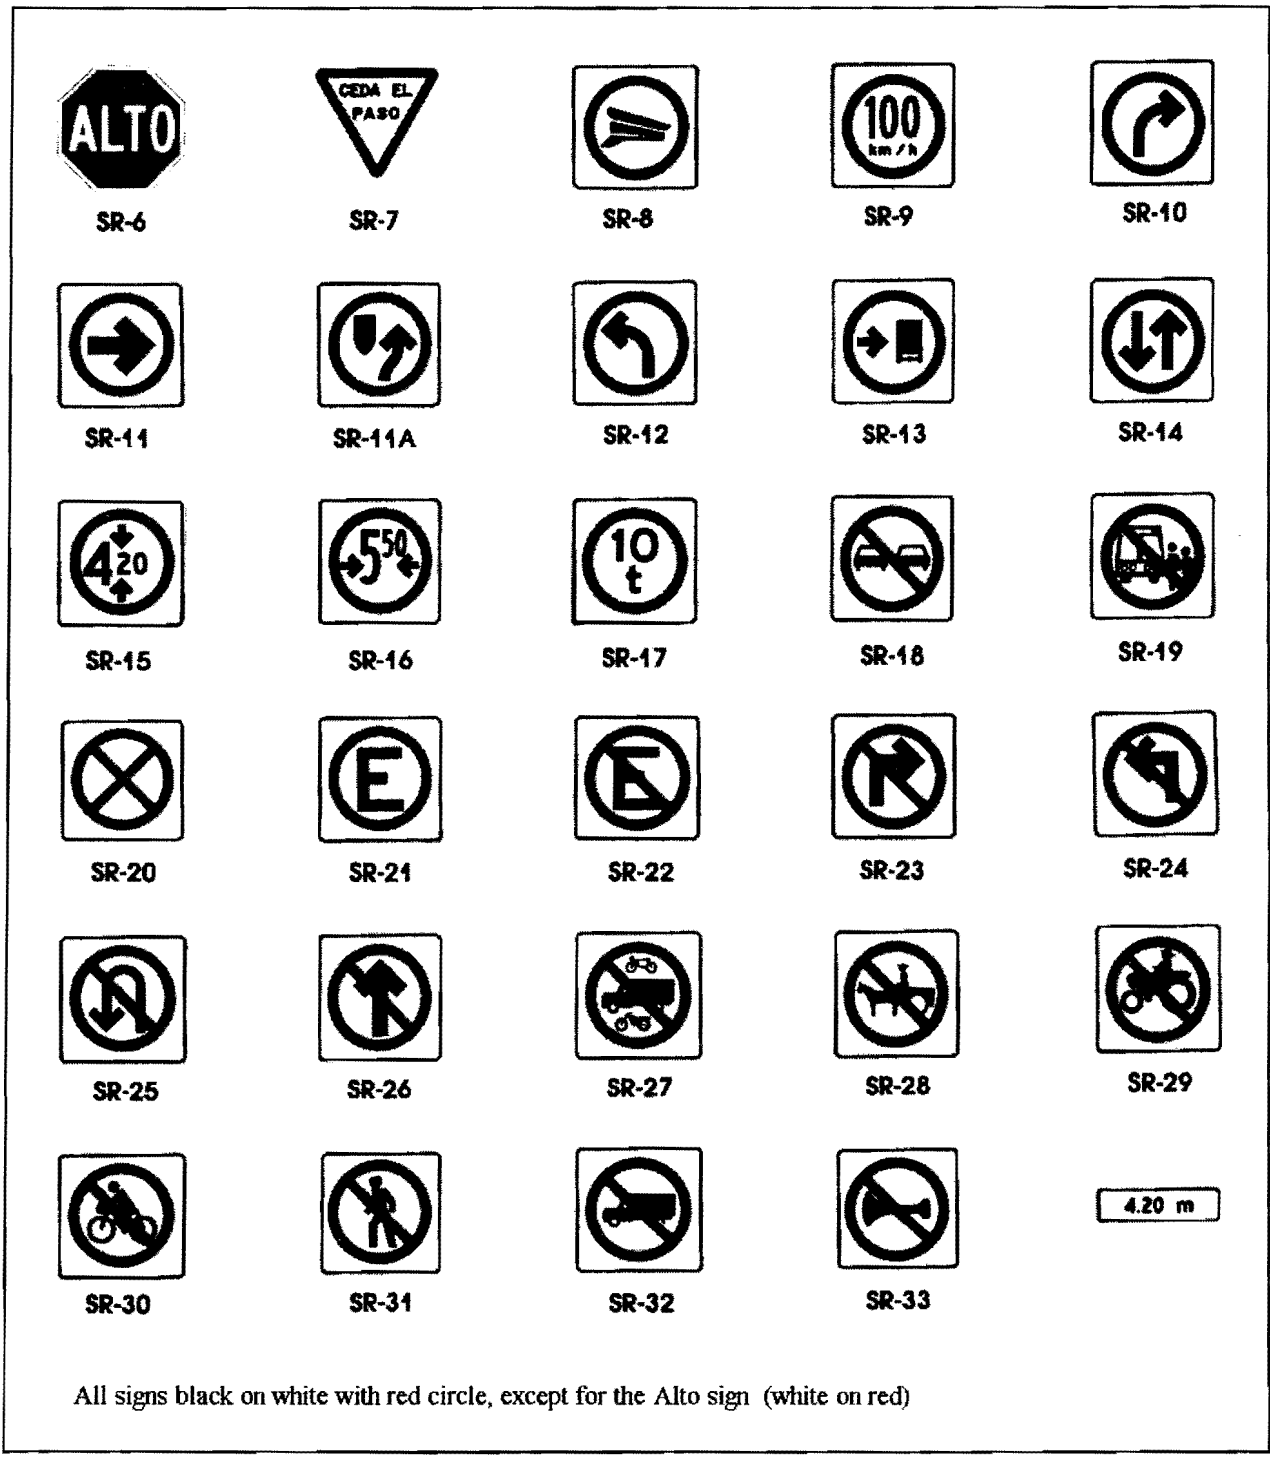 ALTO
CEDA EL
PASO
100
km/h
SR-6
SR-7
SR-8
SR-9
SR-10
SR-11
SR-11A
SR-12
SR-13
SR-14
4 20
5 50
10
t
SR-15
SR-16
SR-17
SR-18
SR-19
E
E
SR-20
SR-21
SR-22
SR-23
SR-24
SR-25
SR-26
SR-27
SR-28
SR-29
4.20 m
SR-30
SR-31
SR-32
SR-33
All signs black on white with red circle, except for the Alto sign (white on red)